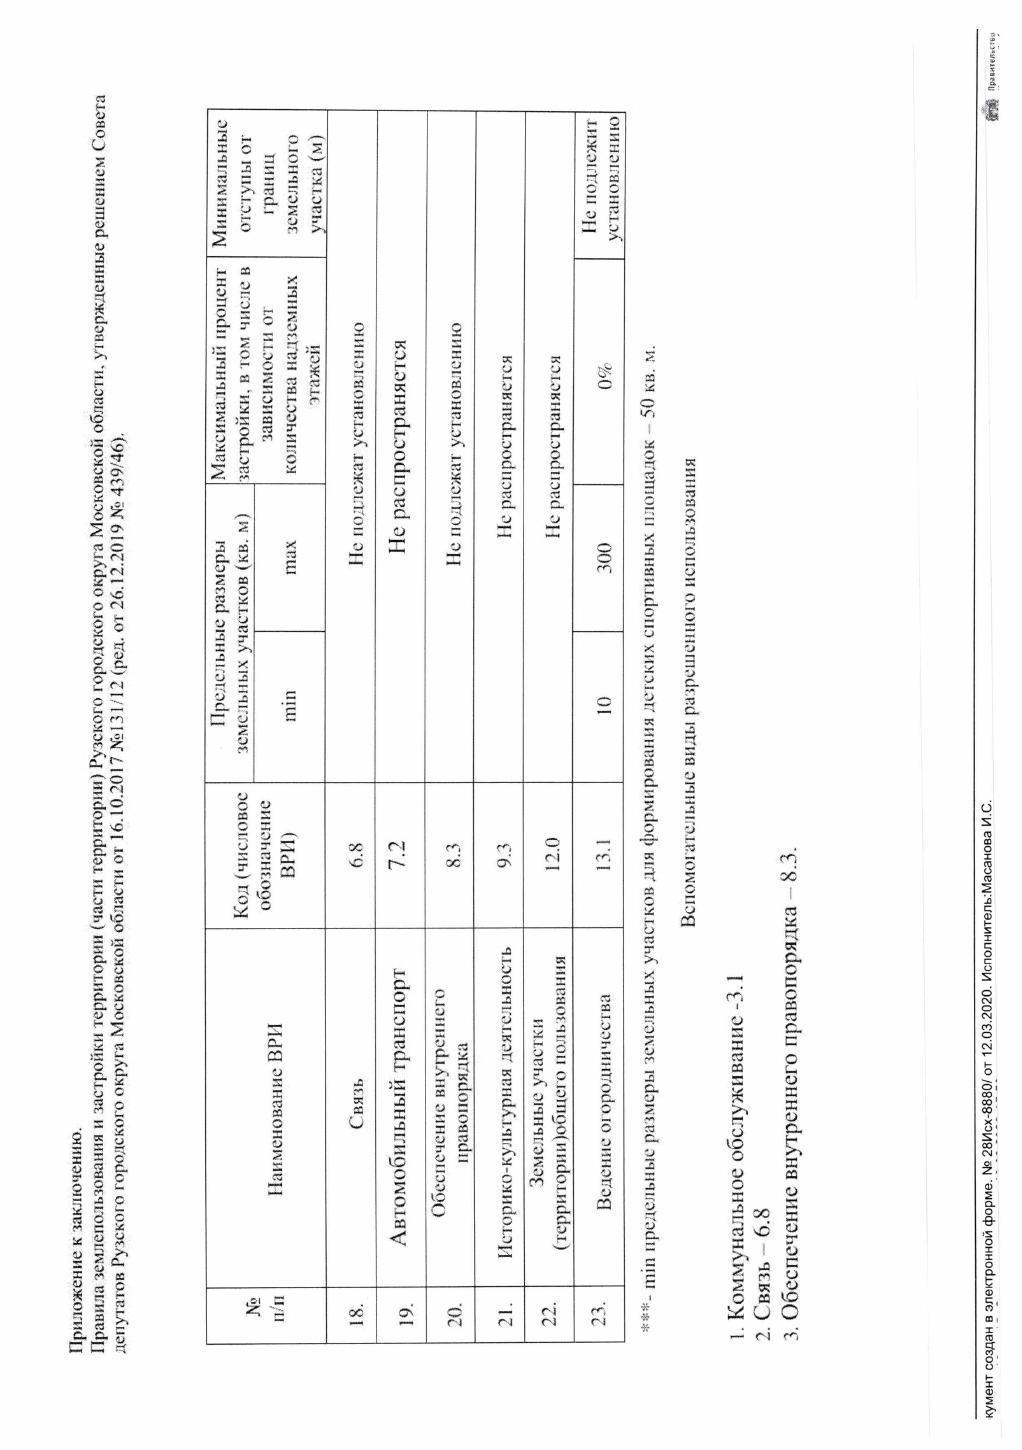 Приложение к заключению.
Правила землепользования и застройки территории (части территории) Рузского городского округа Московской области, утвержденные решением Совета
депутатов Рузского городского округа Московской области от 16.10.2017 №131/12 (ред. от 26.12.2019 № 439/46).
№ п/п
Наименование ВРИ
Код (числовое обозначение ВРИ)
Предельные размеры земельных участков (кв. м)
min
max
Максимальный процент застройки, в том числе в зависимости от количества надземных этажей
Минимальные отступы от границ земельного участка (м)
18. Связь 6.8 Не подлежат установлению
19. Автомобильный транспорт 7.2 Не распространяется
20. Обеспечение внутреннего правопорядка 8.3 Не подлежат установлению
21. Историко-культурная деятельность 9.3 Не распространяется
22. Земельные участки (территории)общего пользования 12.0 Не распространяется
23. Ведение огородничества 13.1 10 300 0% Не подлежит установлению
***- min предельные размеры земельных участков для формирования детских спортивных площадок – 50 кв. м.
Вспомогательные виды разрешенного использования
1. Коммунальное обслуживание -3.1
2. Связь – 6.8
3. Обеспечение внутреннего правопорядка – 8.3.
кумент создан в электронной форме. № 28Исх-8880/ от 12.03.2020. Исполнитель:Масанова И.С.
Правительство